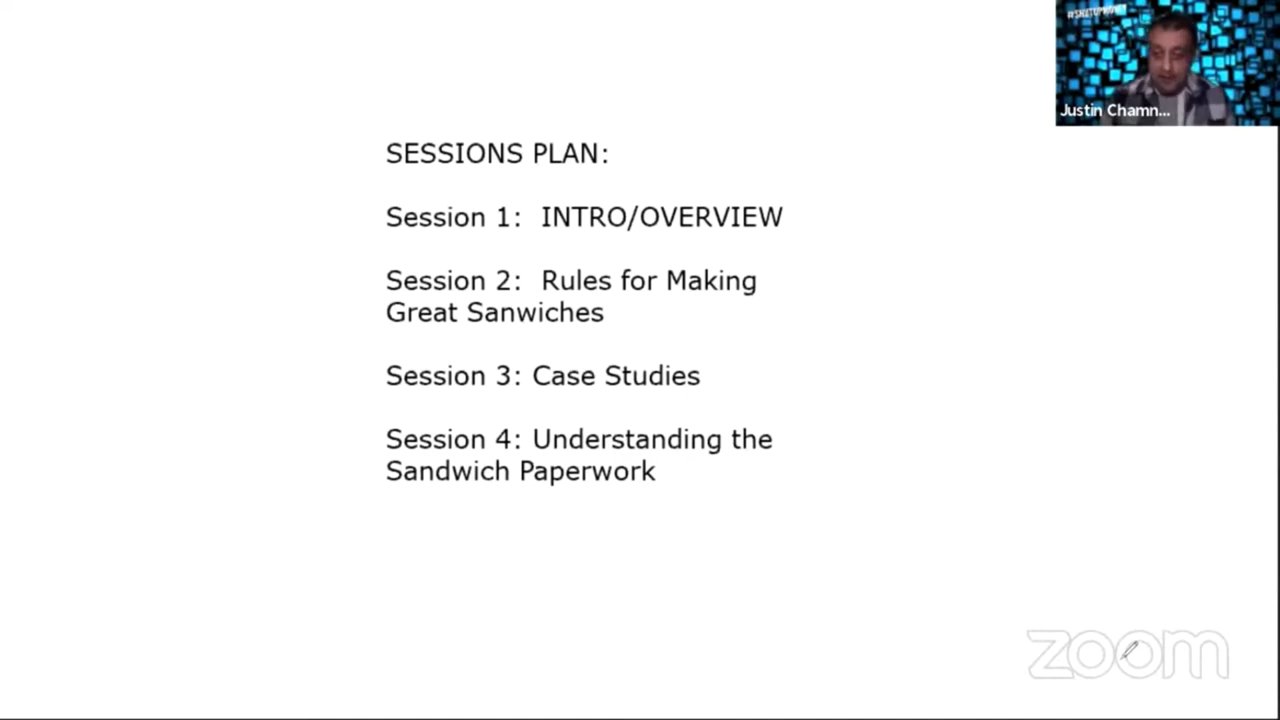 Justin Chamn...
SESSIONS PLAN:
Session 1:  INTRO/OVERVIEW
Session 2:  Rules for Making
Great Sanwiches
Session 3: Case Studies
Session 4: Understanding the
Sandwich Paperwork
zoom